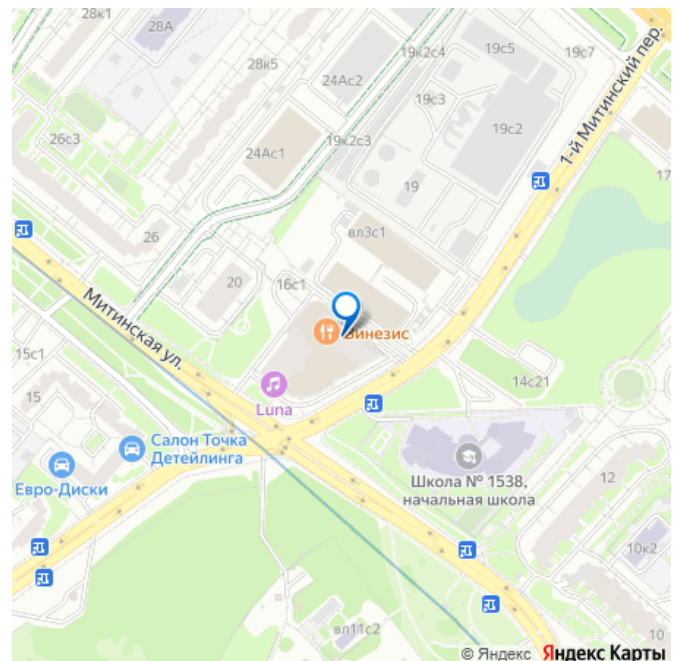 28к1
28А
28к5
19к2с4
19с5
19с7
24Ас2
19с3
1-й Митинский пер.
26с3
19к2с3
19с2
24Ас1
17
19
26
вл3с1
20
16с1
Митинская ул.
Винезис
15с1
14с21
15
Luna
Салон Точка
Детейлинга
Евро-Диски
Школа № 1538,
начальная школа
12
10к2
вл11с2
© Яндекс Яндекс Карты